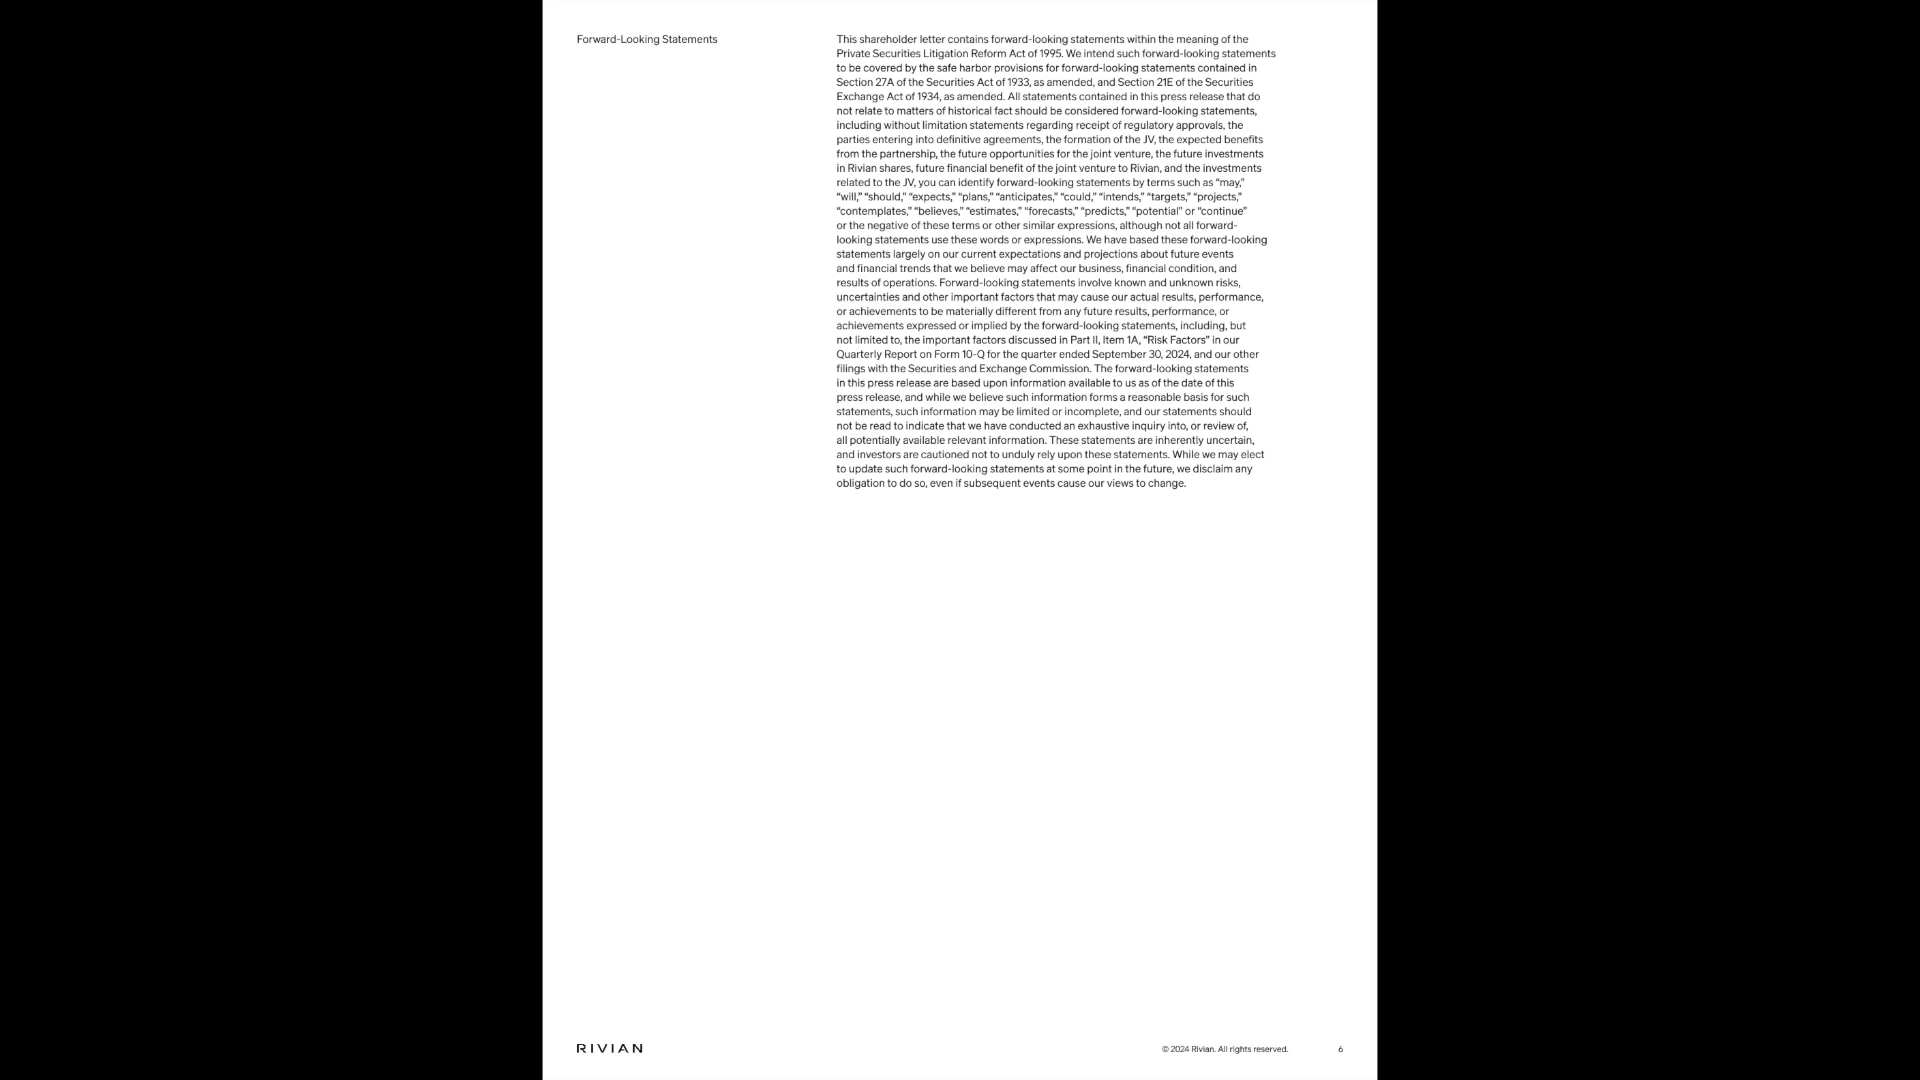 Forward-Looking Statements
This shareholder letter contains forward-looking statements within the meaning of the
Private Securities Litigation Reform Act of 1995. We intend such forward-looking statements
to be covered by the safe harbor provisions for forward-looking statements contained in
Section 27A of the Securities Act of 1933, as amended, and Section 21E of the Securities
Exchange Act of 1934, as amended. All statements contained in this press release that do
not relate to matters of historical fact should be considered forward-looking statements,
including without limitation statements regarding receipt of regulatory approvals, the
parties entering into definitive agreements, the formation of the JV, the expected benefits
from the partnership, the future opportunities for the joint venture, the future investments
in Rivian shares, future financial benefit of the joint venture to Rivian, and the investments
related to the JV, you can identify forward-looking statements by terms such as “may,”
“will,” “should,” “expects,” “plans,” “anticipates,” “could,” “intends,” “targets,” “projects,”
“contemplates,” “believes,” “estimates,” “forecasts,” “predicts,” “potential” or “continue”
or the negative of these terms or other similar expressions, although not all forward-
looking statements use these words or expressions. We have based these forward-looking
statements largely on our current expectations and projections about future events
and financial trends that we believe may affect our business, financial condition, and
results of operations. Forward-looking statements involve known and unknown risks,
uncertainties and other important factors that may cause our actual results, performance,
or achievements to be materially different from any future results, performance, or
achievements expressed or implied by the forward-looking statements, including, but
not limited to, the important factors discussed in Part II, Item 1A, “Risk Factors” in our
Quarterly Report on Form 10-Q for the quarter ended September 30, 2024, and our other
filings with the Securities and Exchange Commission. The forward-looking statements
in this press release are based upon information available to us as of the date of this
press release, and while we believe such information forms a reasonable basis for such
statements, such information may be limited or incomplete, and our statements should
not be read to indicate that we have conducted an exhaustive inquiry into, or review of,
all potentially available relevant information. These statements are inherently uncertain,
and investors are cautioned not to unduly rely upon these statements. While we may elect
to update such forward-looking statements at some point in the future, we disclaim any
obligation to do so, even if subsequent events cause our views to change.
RIVIAN
© 2024 Rivian. All rights reserved.
6